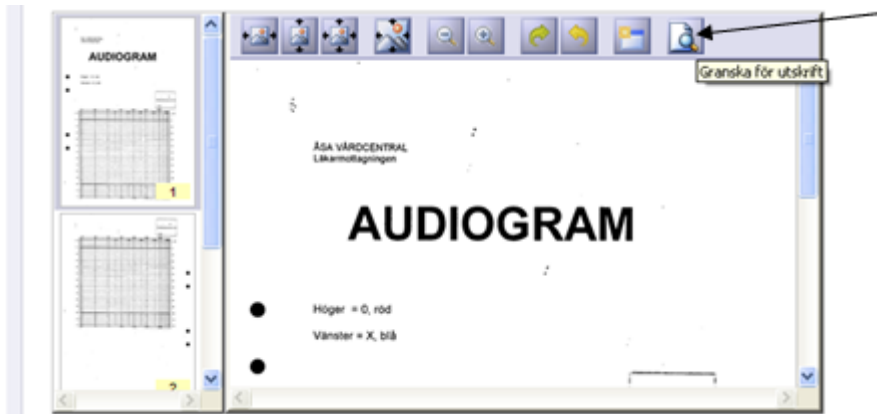 AUDIOGRAM
1
2
Granska för utskrift
ÅSA VÅRDCENTRAL
Läkarmottagningen
AUDIOGRAM
Höger = 0, röd
Vänster = X, blå